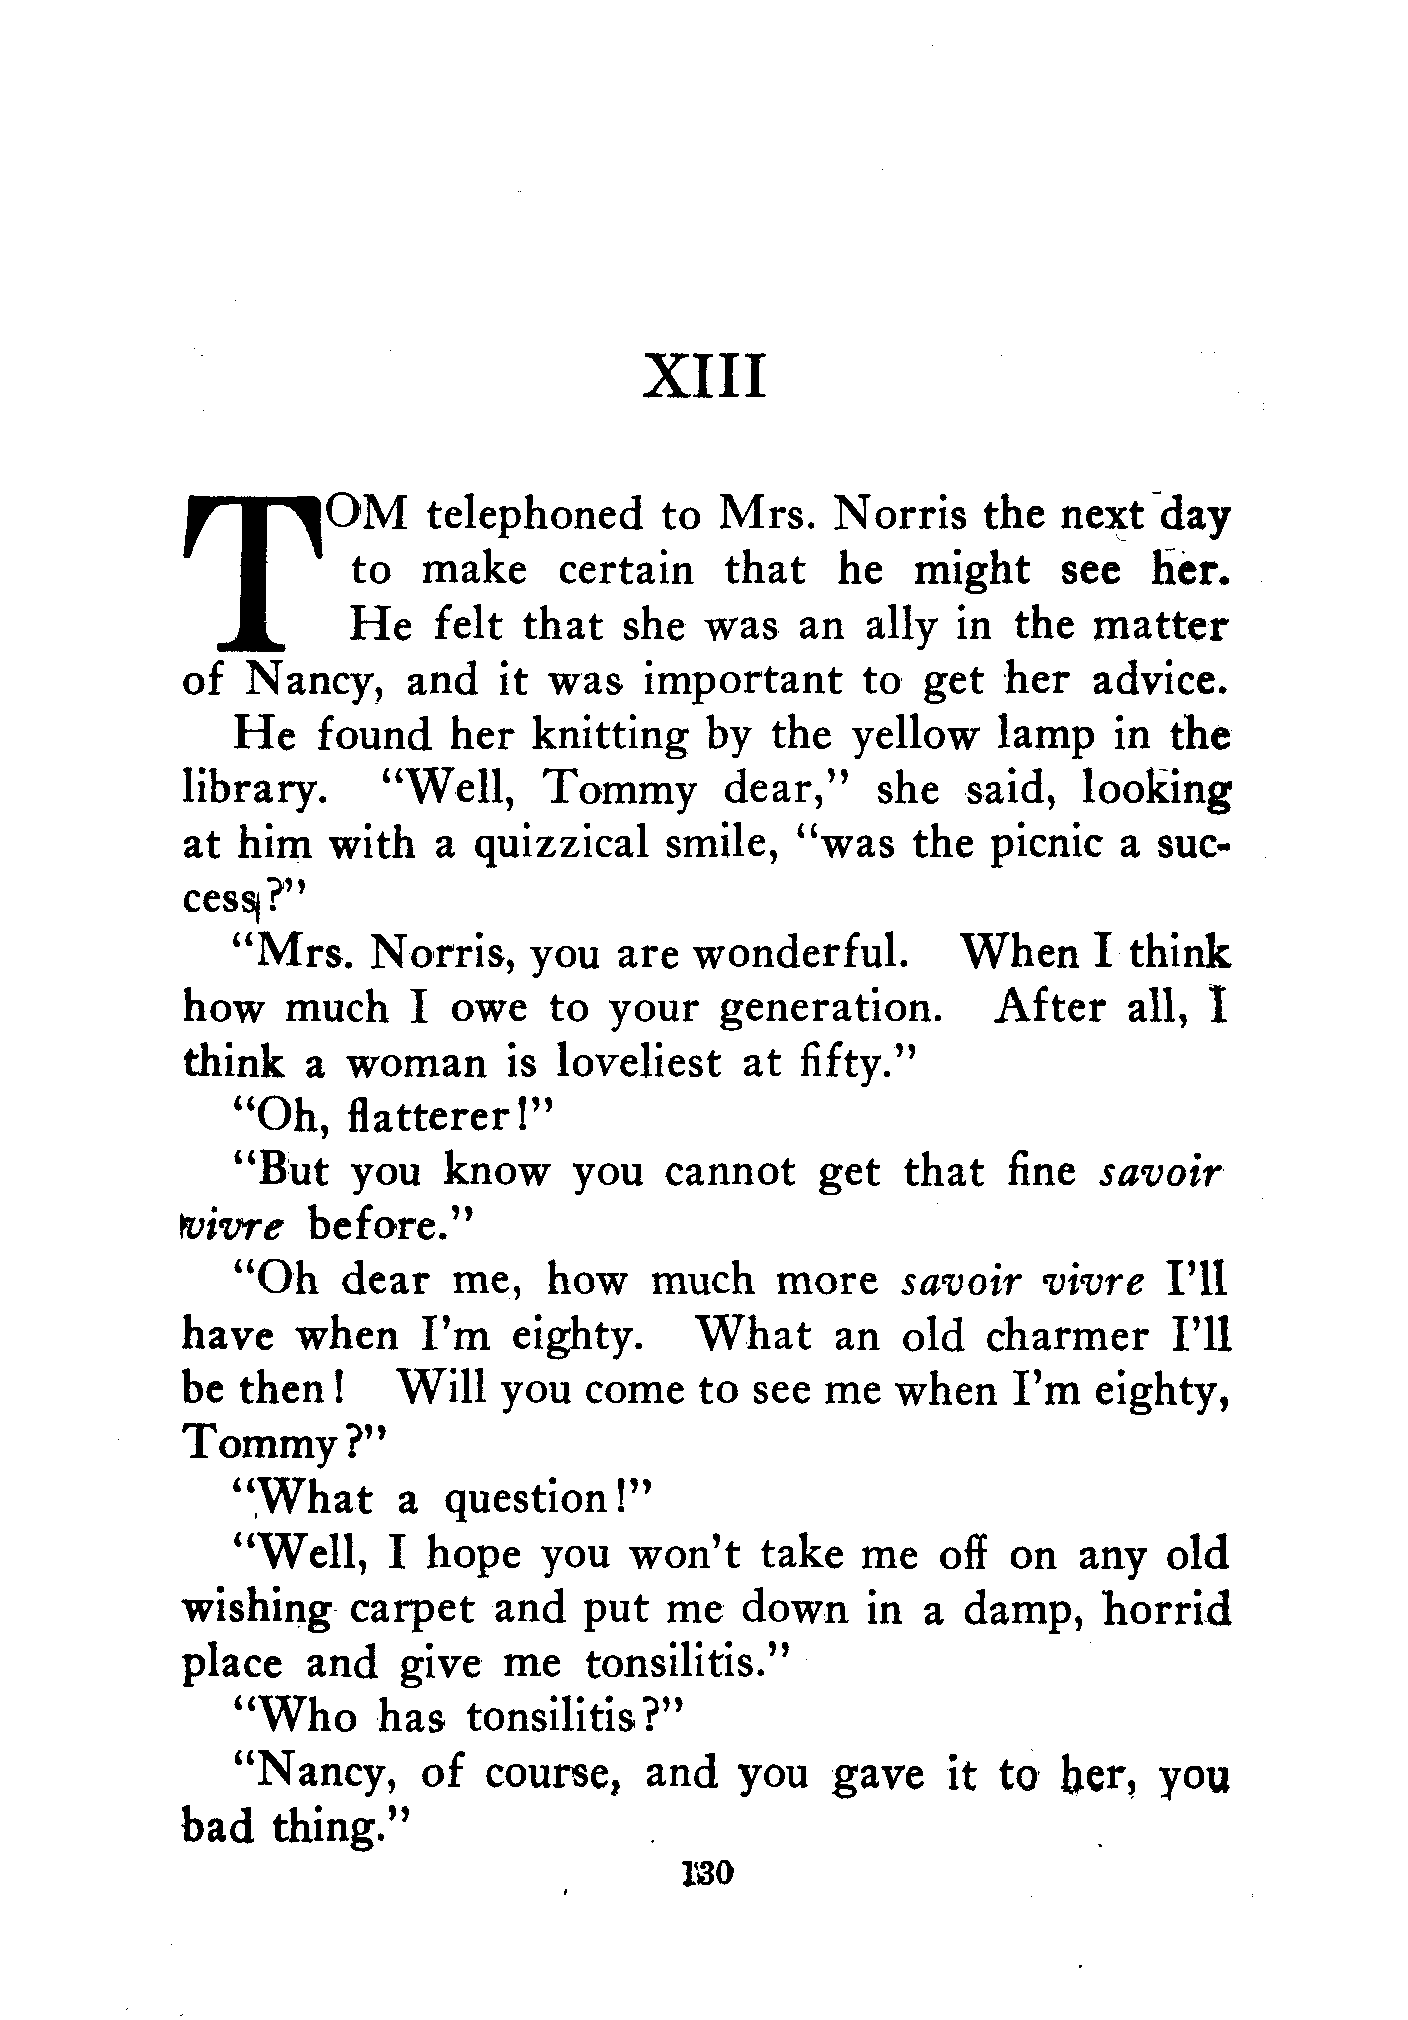 XIII
TOM telephoned to Mrs. Norris the next day
to make certain that he might see her.
He felt that she was an ally in the matter
of Nancy, and it was important to get her advice.
He found her knitting by the yellow lamp in the
library. "Well, Tommy dear," she said, looking
at him with a quizzical smile, "was the picnic a suc-
cess?"
"Mrs. Norris, you are wonderful. When I think
how much I owe to your generation. After all, I
think a woman is loveliest at fifty."
"Oh, flatterer!"
"But you know you cannot get that fine savoir
vivre before."
"Oh dear me, how much more savoir vivre I'll
have when I'm eighty. What an old charmer I'll
be then! Will you come to see me when I'm eighty,
Tommy?"
"What a question!"
"Well, I hope you won't take me off on any old
wishing carpet and put me down in a damp, horrid
place and give me tonsilitis."
"Who has tonsilitis?"
"Nancy, of course, and you gave it to her, you
bad thing."
130